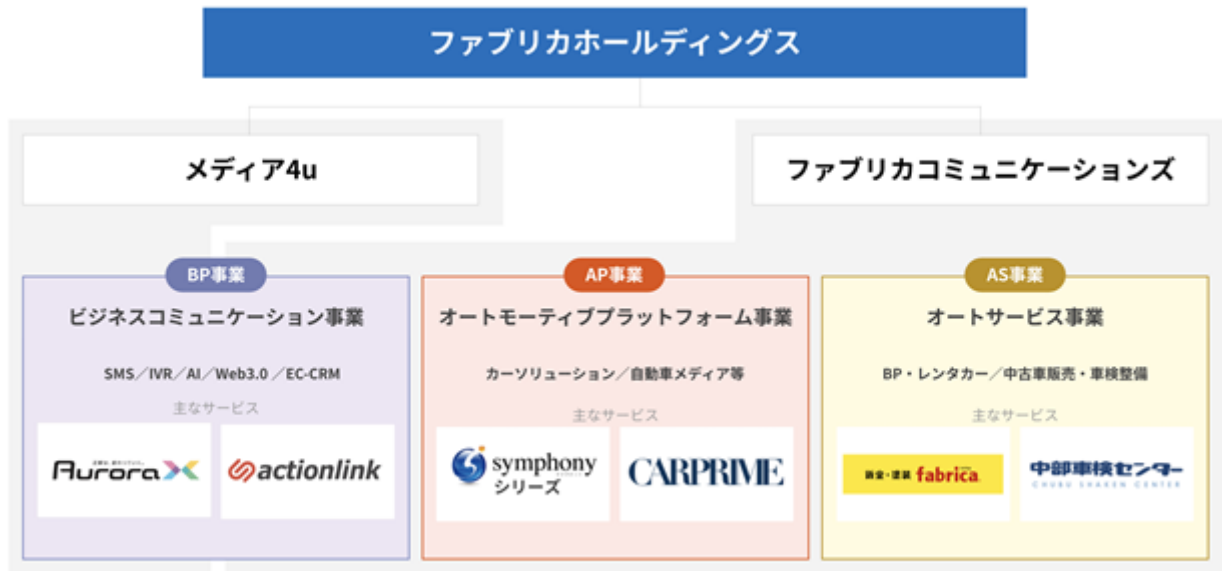 ファブリカホールディングス
メディア4u
ファブリカコミュニケーションズ
BP事業
ビジネスコミュニケーション事業
SMS／IVR／AI／Web3.0／EC-CRM
主なサービス
AuroraX
actionlink
AP事業
オートモーティブプラットフォーム事業
カーソリューション／自動車メディア等
主なサービス
symphony
シリーズ
CARPRIME
AS事業
オートサービス事業
BP・レンタカー／中古車販売・車検整備
主なサービス
鈑金・塗装 fabrica
中部車検センター
CHUBU SHAKEN CENTER